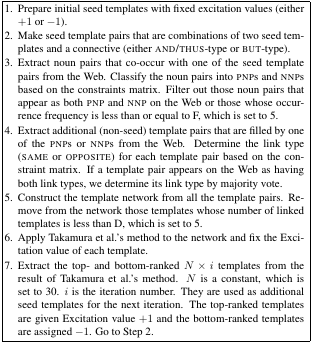 1. Prepare initial seed templates with fixed excitation values (either
+1 or −1).
2. Make seed template pairs that are combinations of two seed tem-
plates and a connective (either AND/THUS-type or BUT-type).
3. Extract noun pairs that co-occur with one of the seed template
pairs from the Web. Classify the noun pairs into PNPs and NNPs
based on the constraints matrix. Filter out those noun pairs that
appear as both PNP and NNP on the Web or those whose occur-
rence frequency is less than or equal to F, which is set to 5.
4. Extract additional (non-seed) template pairs that are filled by one
of the PNPs or NNPs from the Web. Determine the link type
(SAME or OPPOSITE) for each template pair based on the con-
straint matrix. If a template pair appears on the Web as having
both link types, we determine its link type by majority vote.
5. Construct the template network from all the template pairs. Re-
move from the network those templates whose number of linked
templates is less than D, which is set to 5.
6. Apply Takamura et al.'s method to the network and fix the Exci-
tation value of each template.
7. Extract the top- and bottom-ranked N × i templates from the
result of Takamura et al.'s method. N is a constant, which is
set to 30. i is the iteration number. They are used as additional
seed templates for the next iteration. The top-ranked templates
are given Excitation value +1 and the bottom-ranked templates
are assigned −1. Go to Step 2.